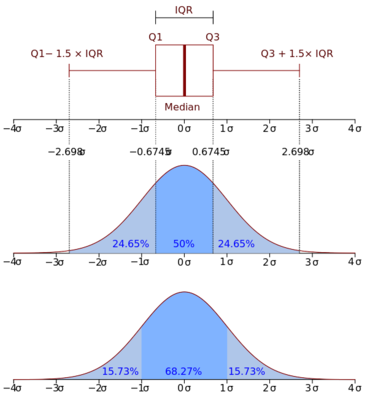 IQR
Q1 Q3
Q1− 1.5 × IQR Q3 + 1.5× IQR
Median
−4σ −3σ −2σ −1σ 0σ 1σ 2σ 3σ 4σ
−2.698σ −0.6745σ 0.6745σ 2.698σ
24.65% 50% 24.65%
−4σ −3σ −2σ −1σ 0σ 1σ 2σ 3σ 4σ
15.73% 68.27% 15.73%
−4σ −3σ −2σ −1σ 0σ 1σ 2σ 3σ 4σ